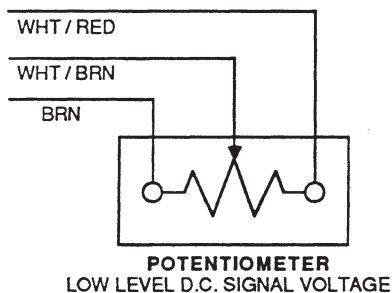 WHT / RED
WHT / BRN
BRN
POTENTIOMETER
LOW LEVEL D.C. SIGNAL VOLTAGE